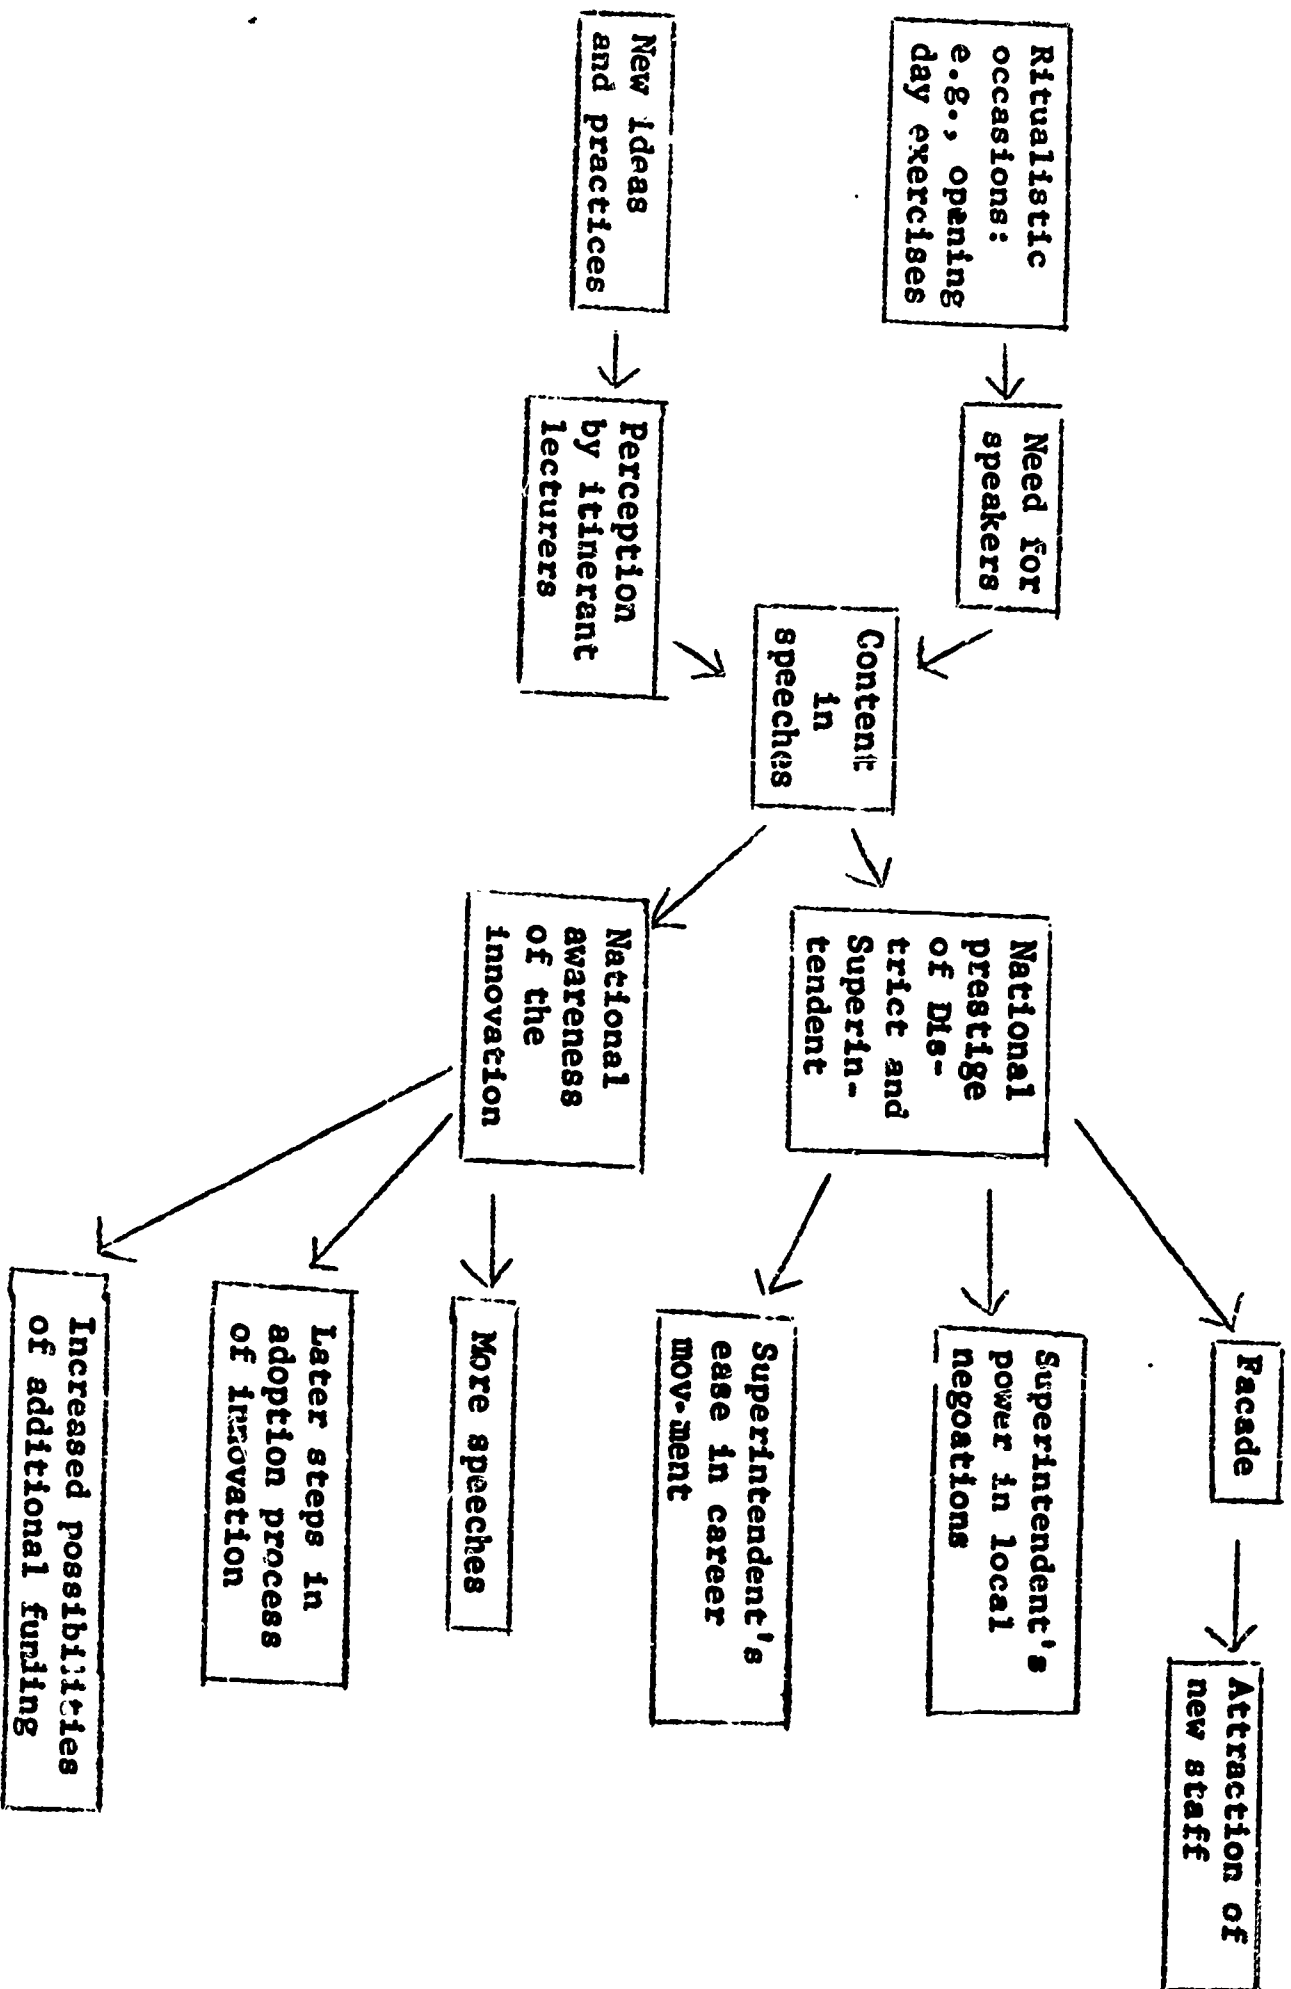 Ritualistic
occasions:
e.g., opening
day exercises
Need for
speakers
New ideas
and practices
Perception
by itinerant
lecturers
Content
in
speeches
National
prestige
of Dis-
trict and
Superin-
tendent
National
awareness
of the
innovation
Facade
Attraction of
new staff
Superintendent's
power in local
negoations
Superintendent's
ease in career
mov•ment
More speeches
Later steps in
adoption process
of innovation
Increased possibilities
of additional funding